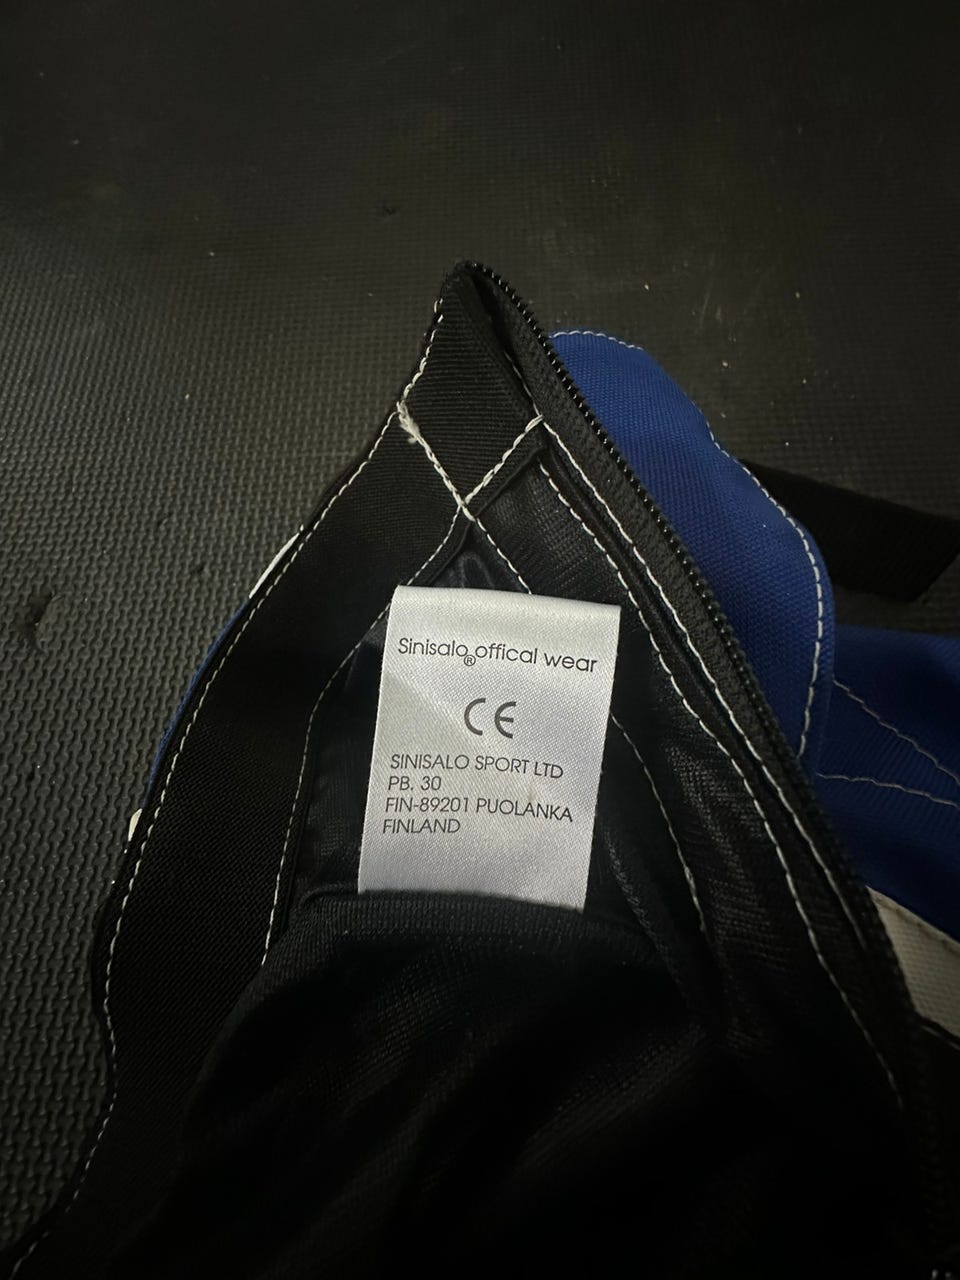 Sinisalo® offical wear
CE
SINISALO SPORT LTD
PB. 30
FIN-89201 PUOLANKA
FINLAND